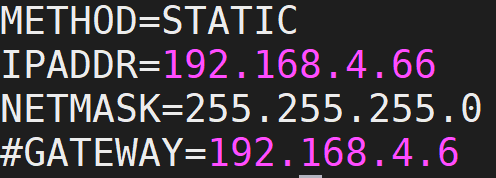 METHOD=STATIC
IPADDR=192.168.4.66
NETMASK=255.255.255.0
#GATEWAY=192.168.4.6